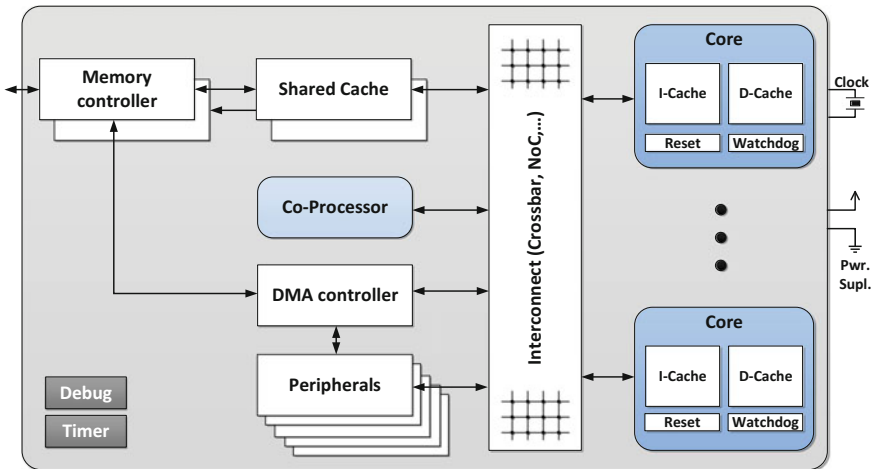 Memory
controller
Shared Cache
Co-Processor
DMA controller
Peripherals
Debug
Timer
Interconnect (Crossbar, NoC,...)
Core
I-Cache
D-Cache
Reset
Watchdog
Core
I-Cache
D-Cache
Reset
Watchdog
Clock
Pwr.
Supl.